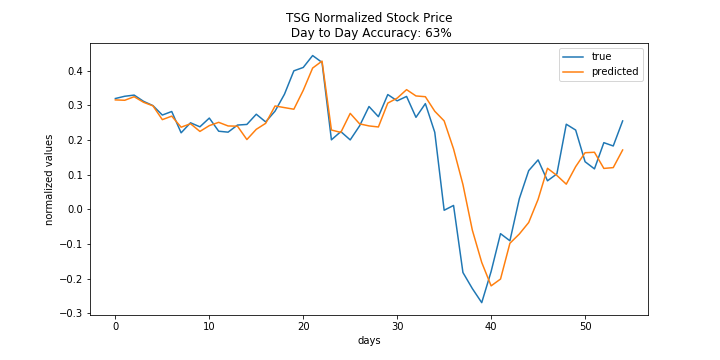 TSG Normalized Stock Price
Day to Day Accuracy: 63%
true
predicted
normalized values
0.4
0.3
0.2
0.1
0.0
−0.1
−0.2
−0.3
0 10 20 30 40 50
days